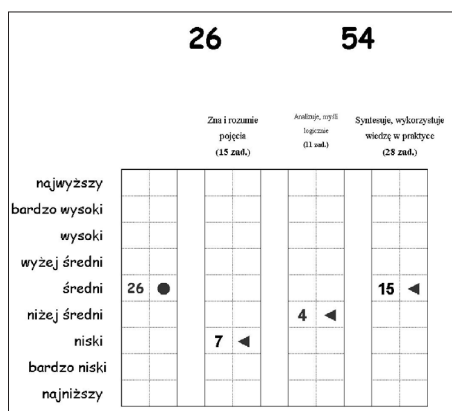 26 54
Zna i rozumie
pojęcia
(15 zad.)
Analizuje, myśli
logicznie
(11 zad.)
Syntesuje, wykorzystuje
wiedzę w praktyce
(28 zad.)
najwyższy
bardzo wysoki
wysoki
wyżej średni
średni 26 15
niżej średni 4
niski 7
bardzo niski
najniższy